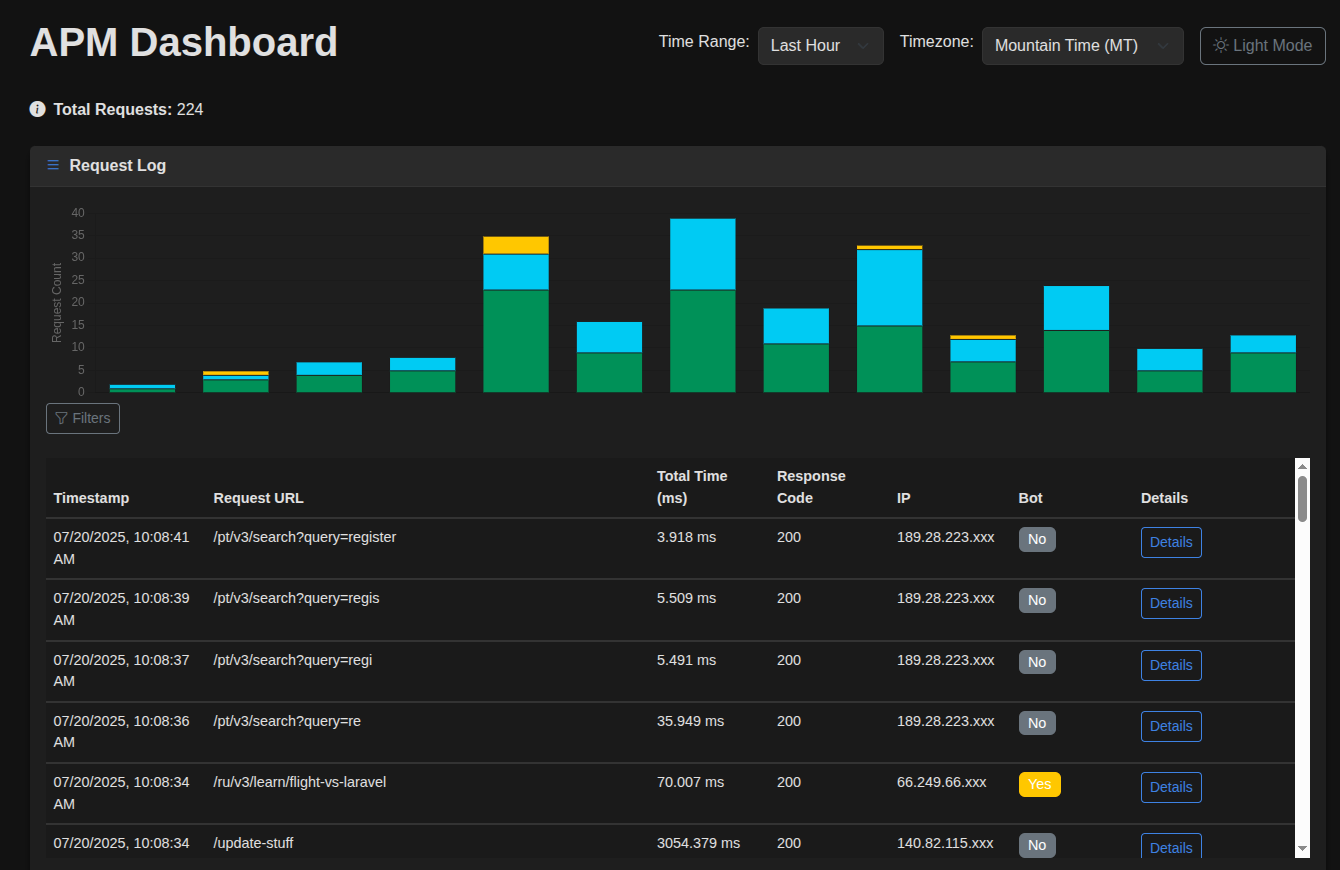 APM Dashboard
Time Range: Last Hour Timezone: Mountain Time (MT) Light Mode
Total Requests: 224
Request Log
Request Count
40
35
30
25
20
15
10
5
0
Filters
Timestamp Request URL Total Time (ms) Response Code IP Bot Details
07/20/2025, 10:08:41 AM /pt/v3/search?query=register 3.918 ms 200 189.28.223.xxx No Details
07/20/2025, 10:08:39 AM /pt/v3/search?query=regis 5.509 ms 200 189.28.223.xxx No Details
07/20/2025, 10:08:37 AM /pt/v3/search?query=regi 5.491 ms 200 189.28.223.xxx No Details
07/20/2025, 10:08:36 AM /pt/v3/search?query=re 35.949 ms 200 189.28.223.xxx No Details
07/20/2025, 10:08:34 AM /ru/v3/learn/flight-vs-laravel 70.007 ms 200 66.249.66.xxx Yes Details
07/20/2025, 10:08:34 /update-stuff 3054.379 ms 200 140.82.115.xxx No Details